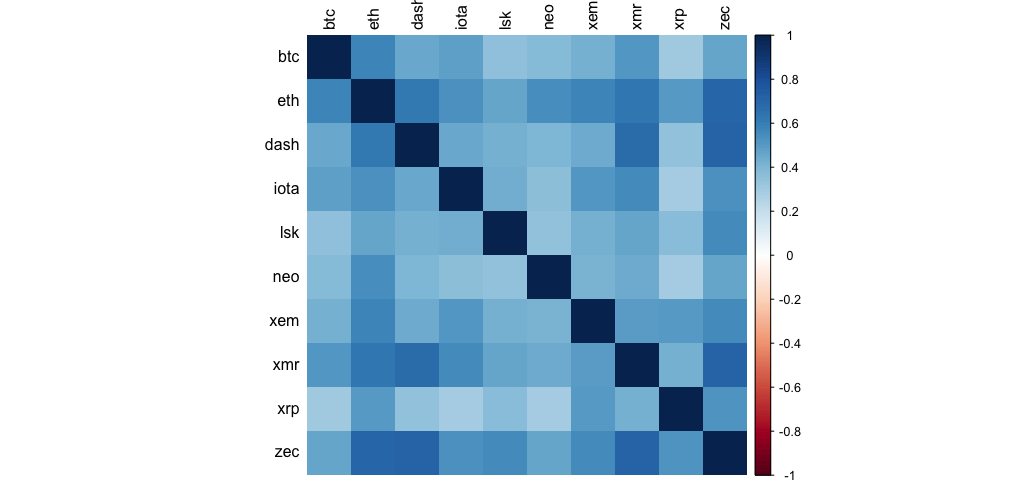 btc eth dash iota lsk neo xem xmr xrp zec
btc
eth
dash
iota
lsk
neo
xem
xmr
xrp
zec
1
0.8
0.6
0.4
0.2
0
-0.2
-0.4
-0.6
-0.8
-1